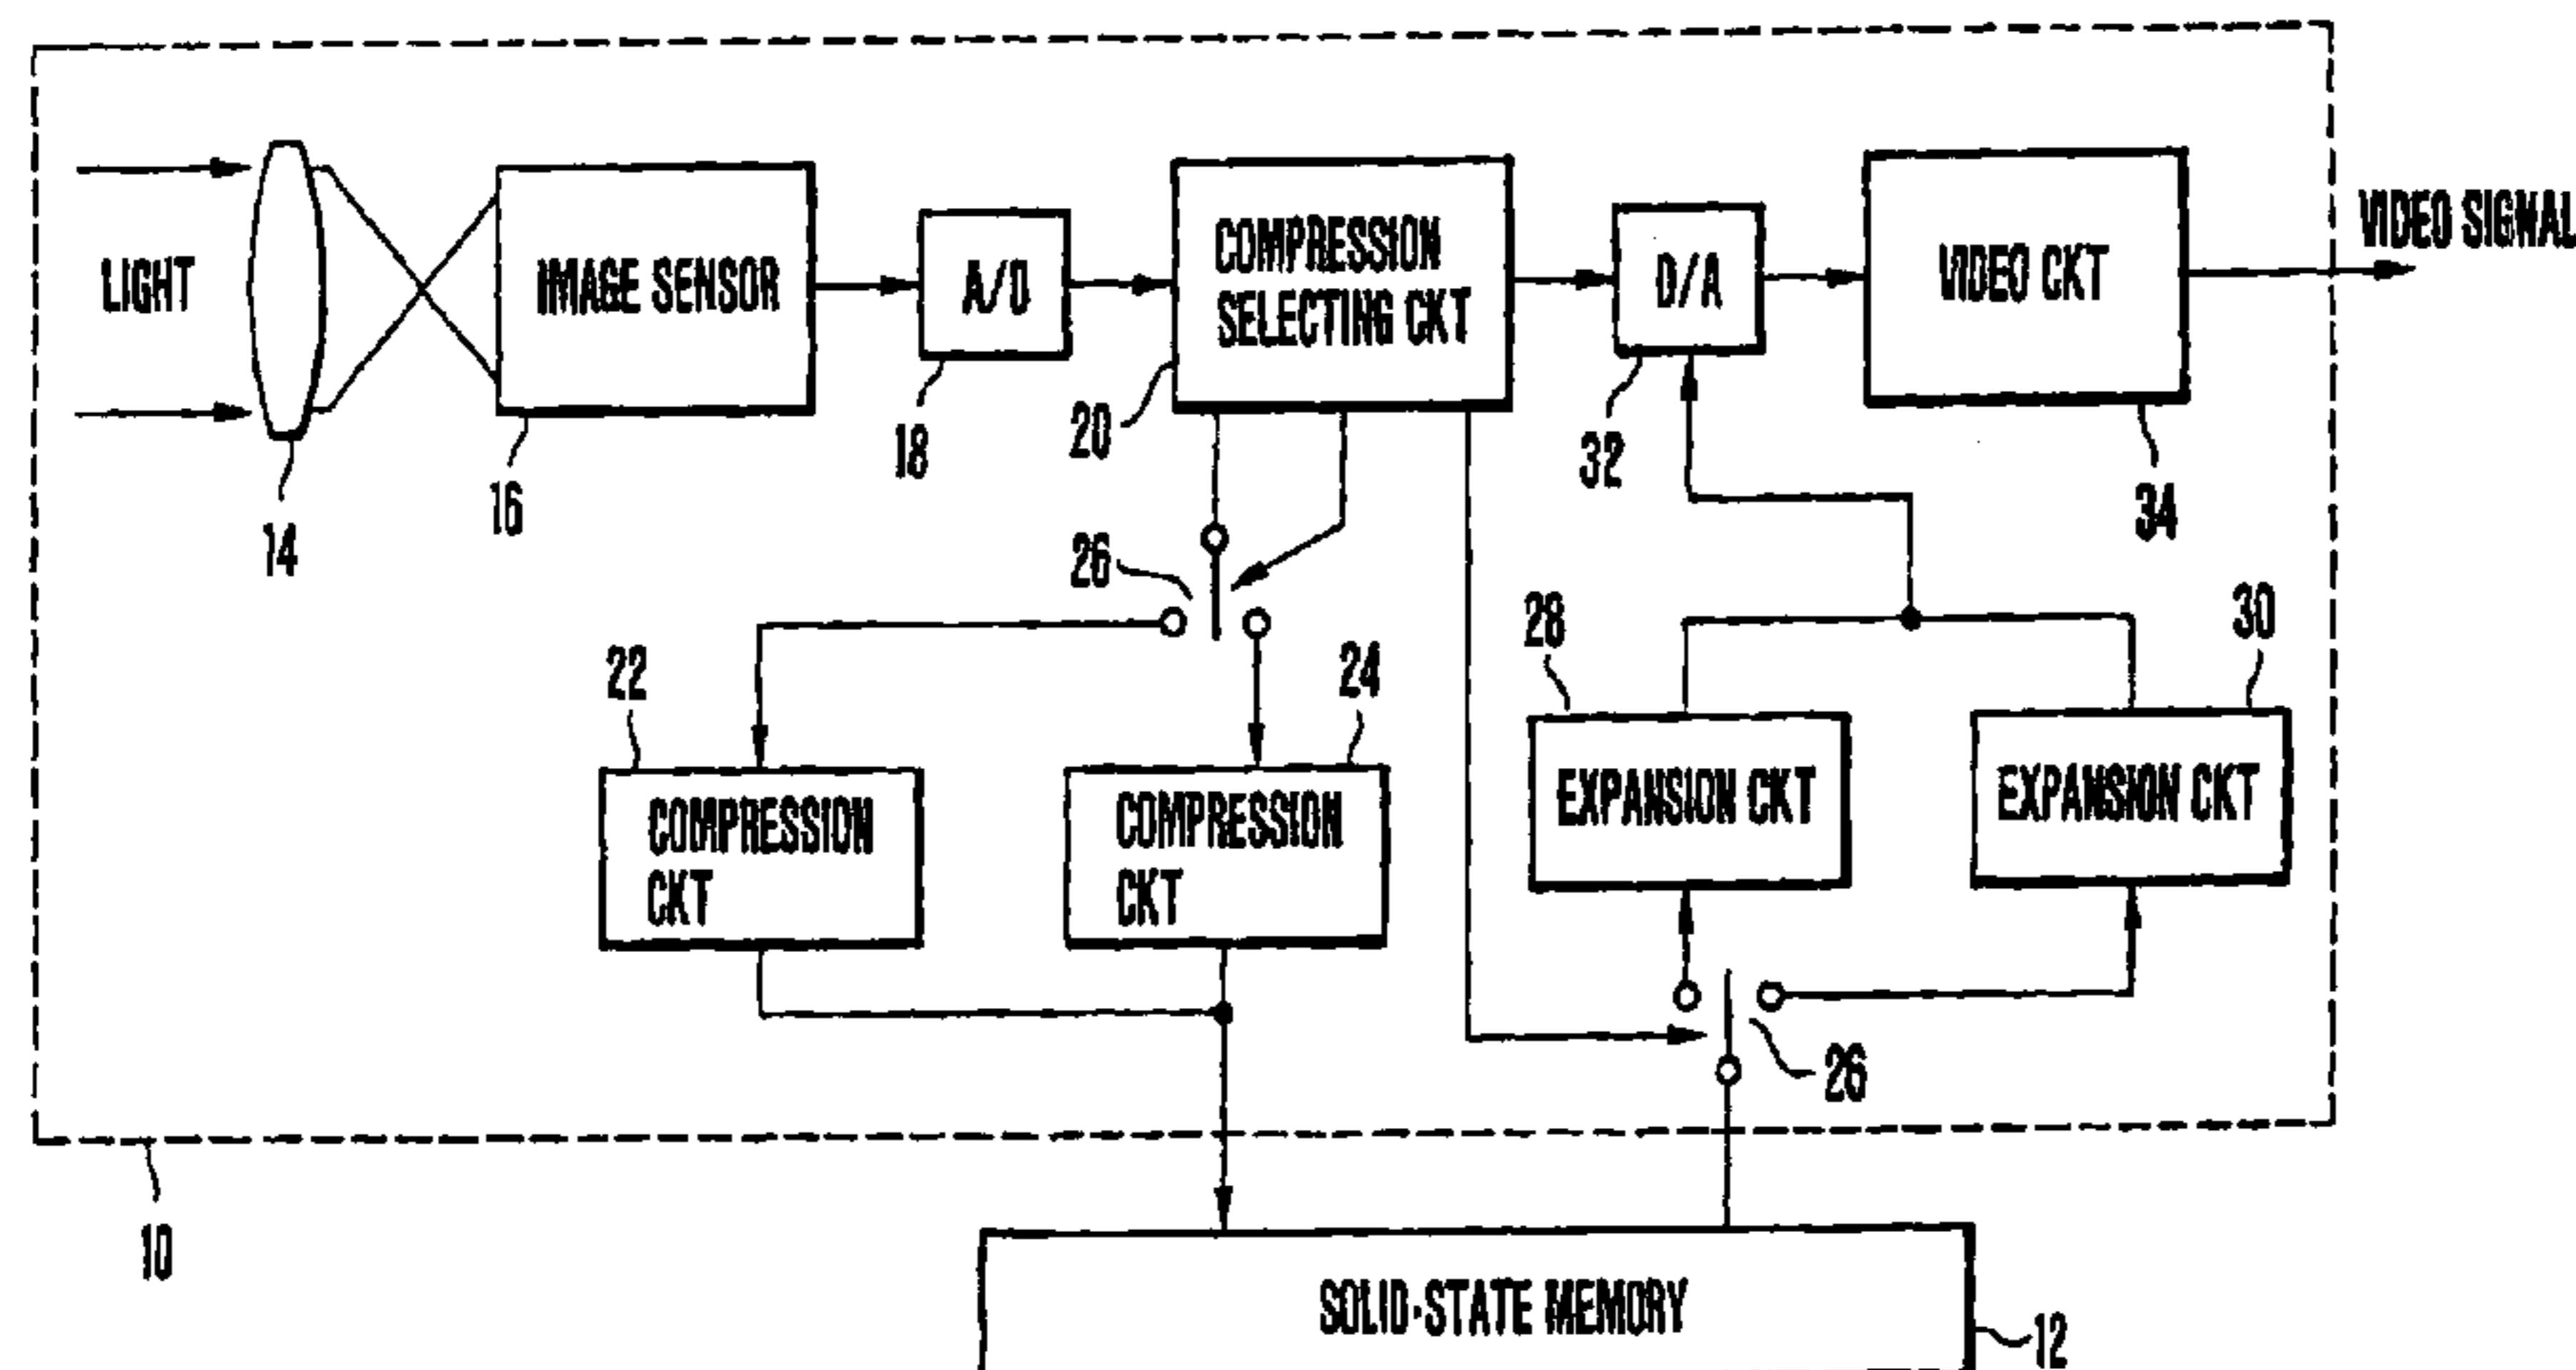 LIGHT
IMAGE SENSOR
A/D
COMPRESSION
SELECTING CKT
D/A
VIDEO CKT
VIDEO SIGNAL
14
16
18
20
32
34
26
22
24
28
30
COMPRESSION
CKT
COMPRESSION
CKT
EXPANSION CKT
EXPANSION CKT
26
10
SOLID-STATE MEMORY
12